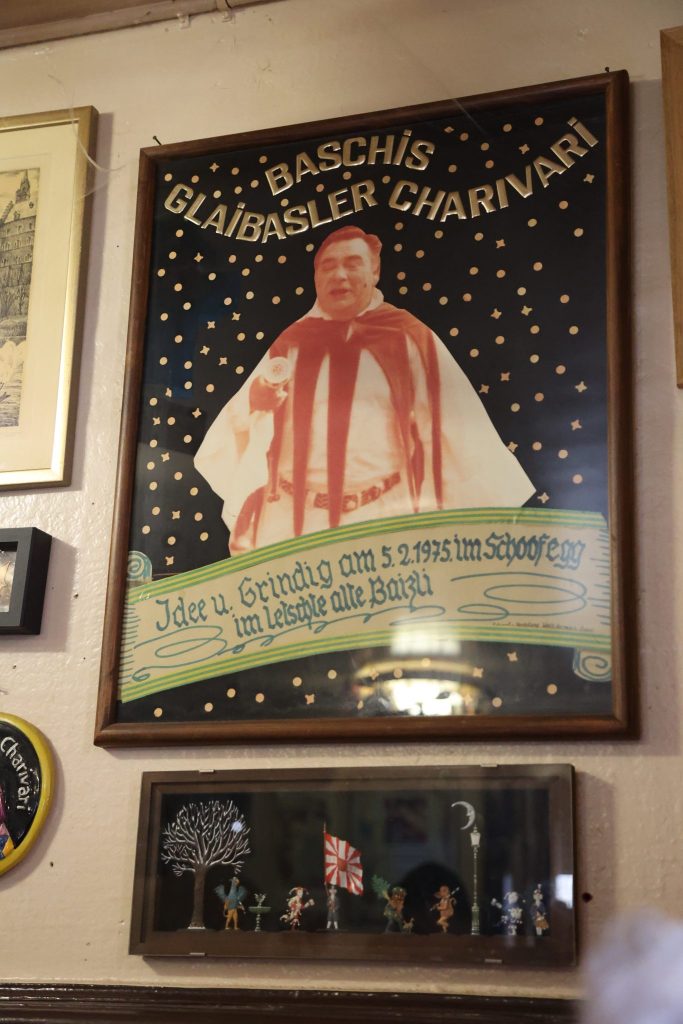 BASCHIS
GLAIBASLER CHARIVARI
Idee u. Grindig am 5.2.1975 im Schoofegg
im letschte alte Baizli
Charivari